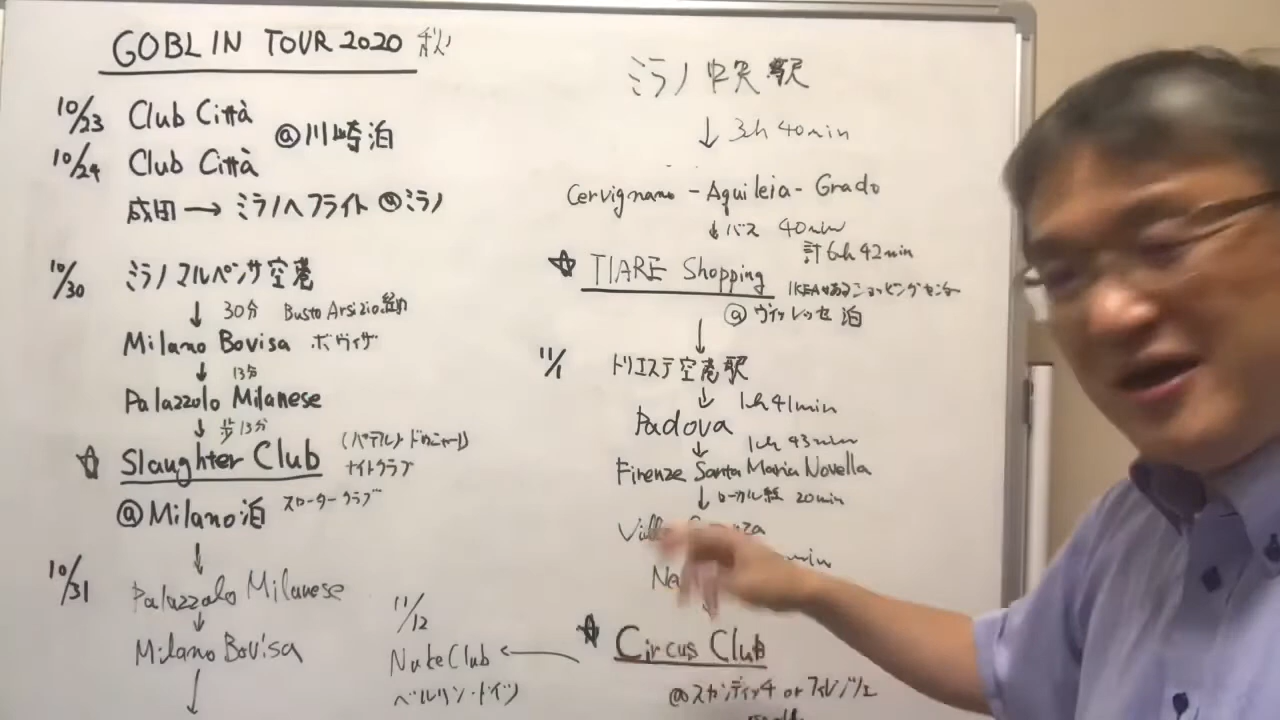 GOBLIN TOUR 2020 秋
10/23 Club Città
@川崎泊
10/24 Club Città
成田 → ミラノへフライト @ミラノ
10/30 ミラノマルペンサ空港
↓ 30分 Busto Arsizio経由
Milano Bovisa ボヴィザ
↓ 13分
Palazzolo Milanese
↓ 歩13分
☆ Slaughter Club (パデルノ ドゥニャーノ)
ナイトクラブ
@Milano泊 スロータークラブ
↓
10/31 Palazzolo Milanese
↓
Milano Bovisa
↓
ミラノ中央駅
↓ 3h 40min
Cervignano - Aquileia - Grado
↓ バス 40min
計6h 42min
☆ TIARE Shopping IKEAもあるショッピングセンター
@ヴィレッセ泊
↓
11/1 トリエステ空港駅
↓ 1h 41min
Padova
↓ 1h 43min
Firenze Santa Maria Novella
↓ ローカル線 20min
min
↓
☆ Circus Club
@スカンディッチ or フィレンツェ
11/12
Nuke Club ←
ベルリン・ドイツ